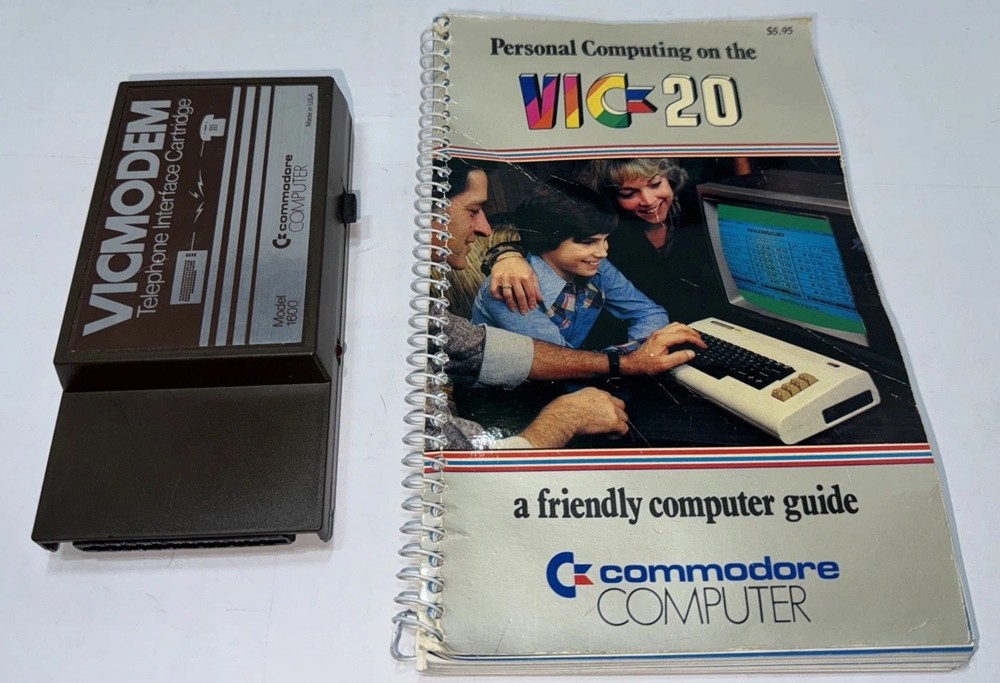 VICMODEM
Telephone Interface Cartridge
Made in U.S.A.
commodore
COMPUTER
Model
1600
$5.95
Personal Computing on the
VIC 20
a friendly computer guide
commodore
COMPUTER